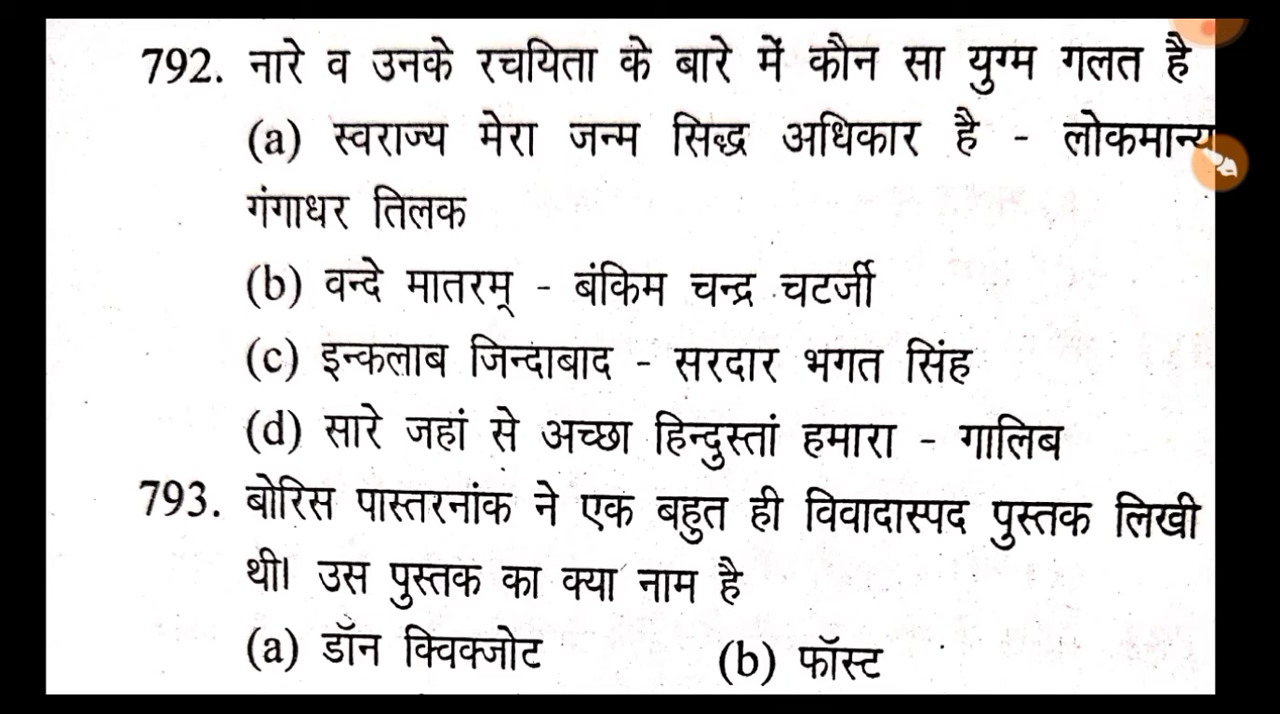 792. नारे व उनके रचयिता के बारे में कौन सा युग्म गलत है
(a) स्वराज्य मेरा जन्म सिद्ध अधिकार है - लोकमान्य
गंगाधर तिलक
(b) वन्दे मातरम् - बंकिम चन्द्र चटर्जी
(c) इन्कलाब जिन्दाबाद - सरदार भगत सिंह
(d) सारे जहां से अच्छा हिन्दुस्तां हमारा - गालिब
793. बोरिस पास्तरनांक ने एक बहुत ही विवादास्पद पुस्तक लिखी
थी। उस पुस्तक का क्या नाम है
(a) डॉन क्विक्जोट (b) फॉस्ट